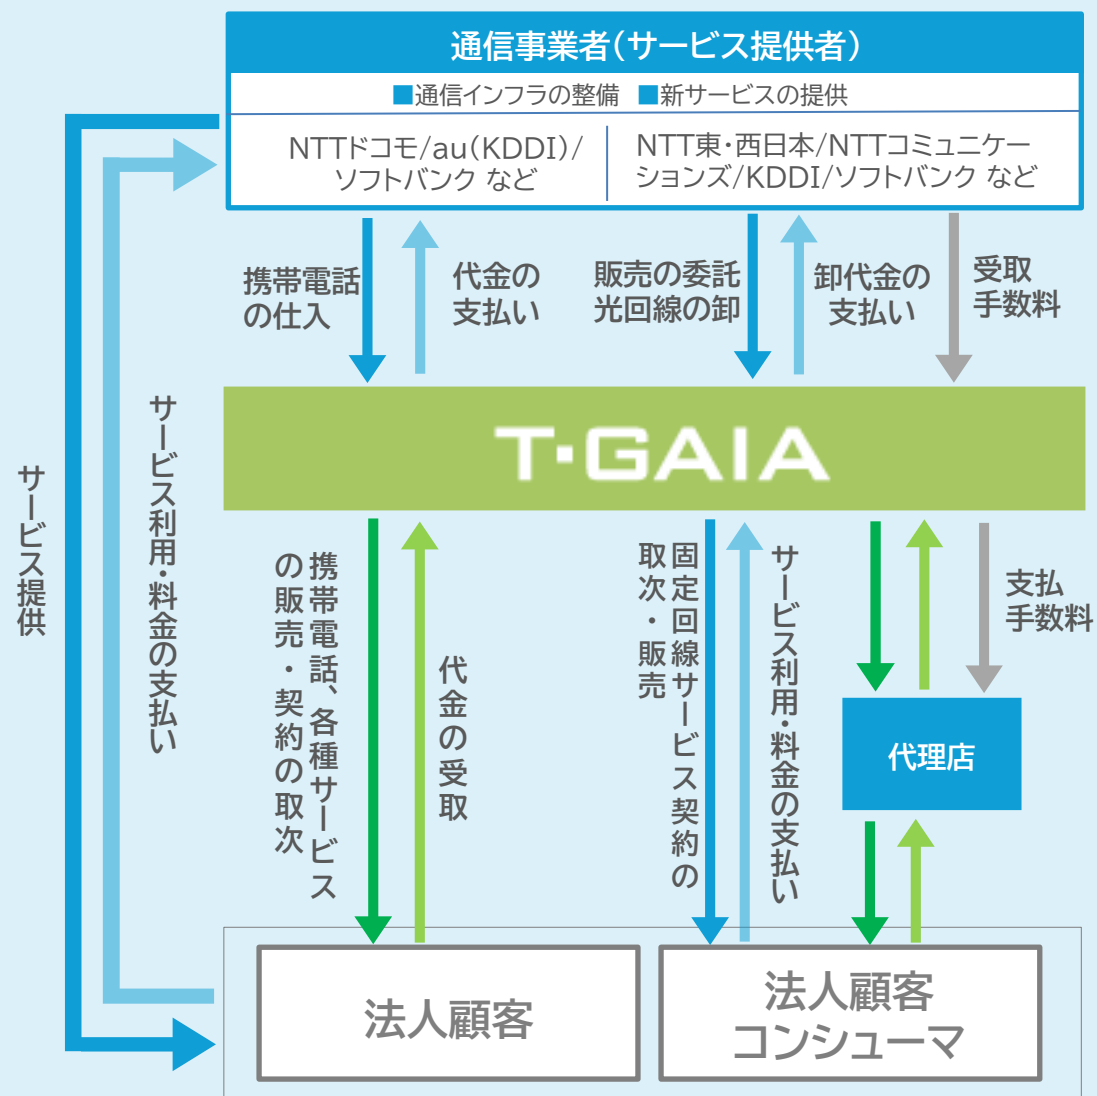 通信事業者(サービス提供者)
■通信インフラの整備 ■新サービスの提供
NTTドコモ/au(KDDI)/
ソフトバンク など
NTT東・西日本/NTTコミュニケー
ションズ/KDDI/ソフトバンク など
携帯電話
の仕入
代金の
支払い
販売の委託
光回線の卸
卸代金の
支払い
受取
手数料
T・GAIA
サービス提供
サービス利用・料金の支払い
携帯電話、各種サービス
の販売・契約の取次
代金の受取
固定回線サービス契約の
取次・販売
サービス利用・料金の支払い
支払
手数料
代理店
法人顧客
法人顧客
コンシューマ